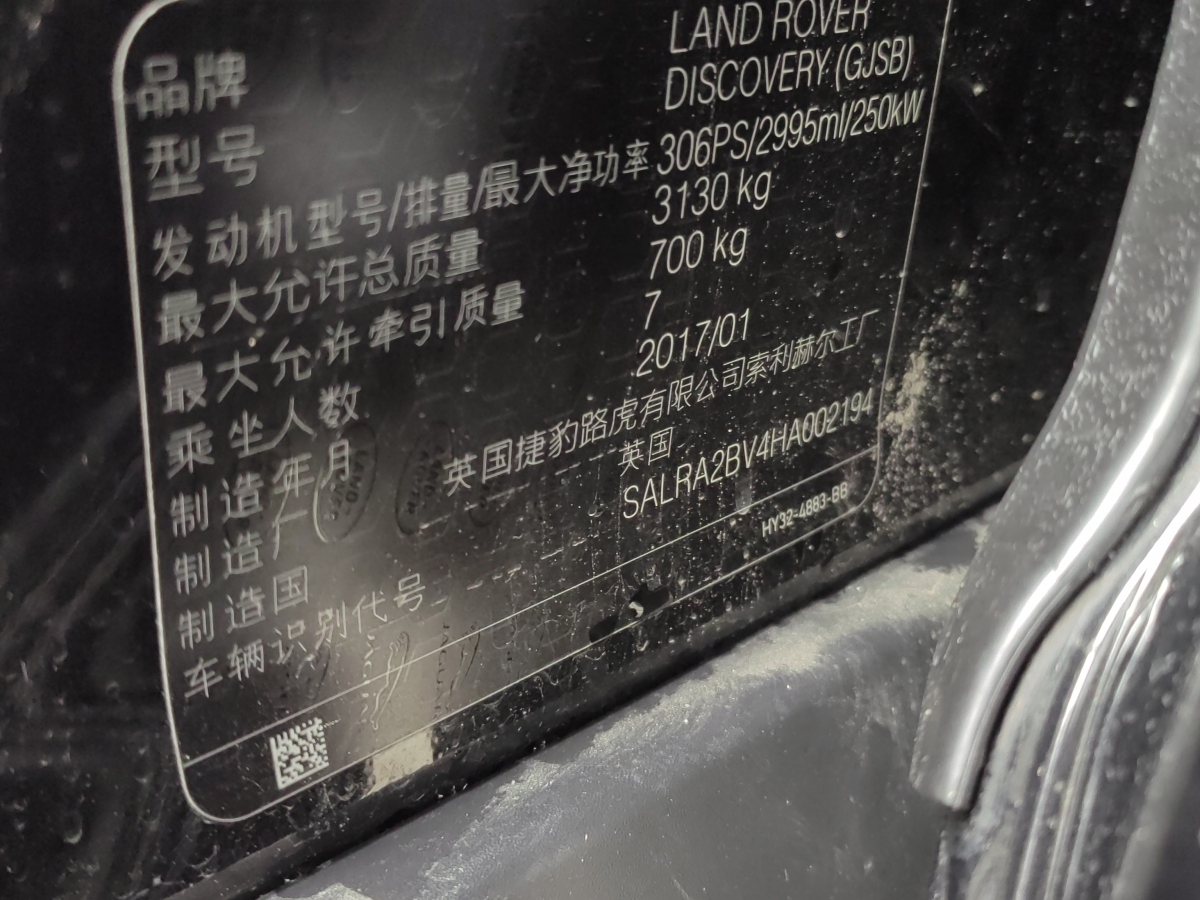 品牌 LAND ROVER
型号 DISCOVERY (GJSB)
发动机型号/排量/最大净功率 306PS/2995ml/250kW
最大允许总质量 3130 kg
最大允许牵引质量 700 kg
乘坐人数 7
制造年月 2017/01
制造厂 英国捷豹路虎有限公司索利赫尔工厂
制造国 英国
车辆识别代号 SALRA2BV4HA002194
HY32-4883-BB